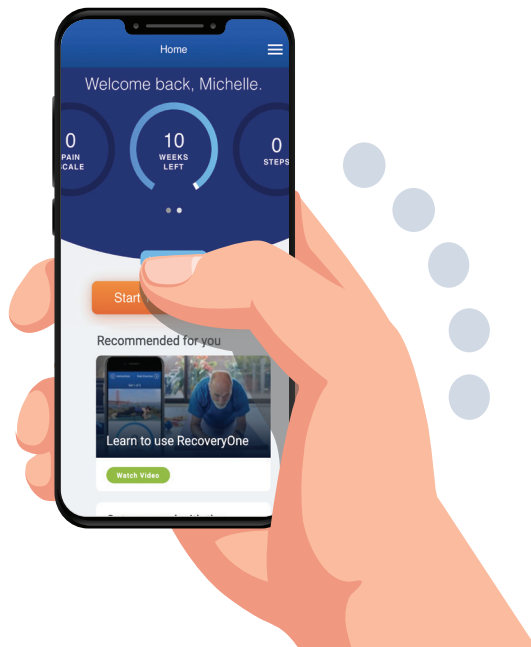 Home
Welcome back, Michelle.
0
PAIN
SCALE
10
WEEKS
LEFT
0
STEPS
Start
Recommended for you
Learn to use RecoveryOne
Watch Video